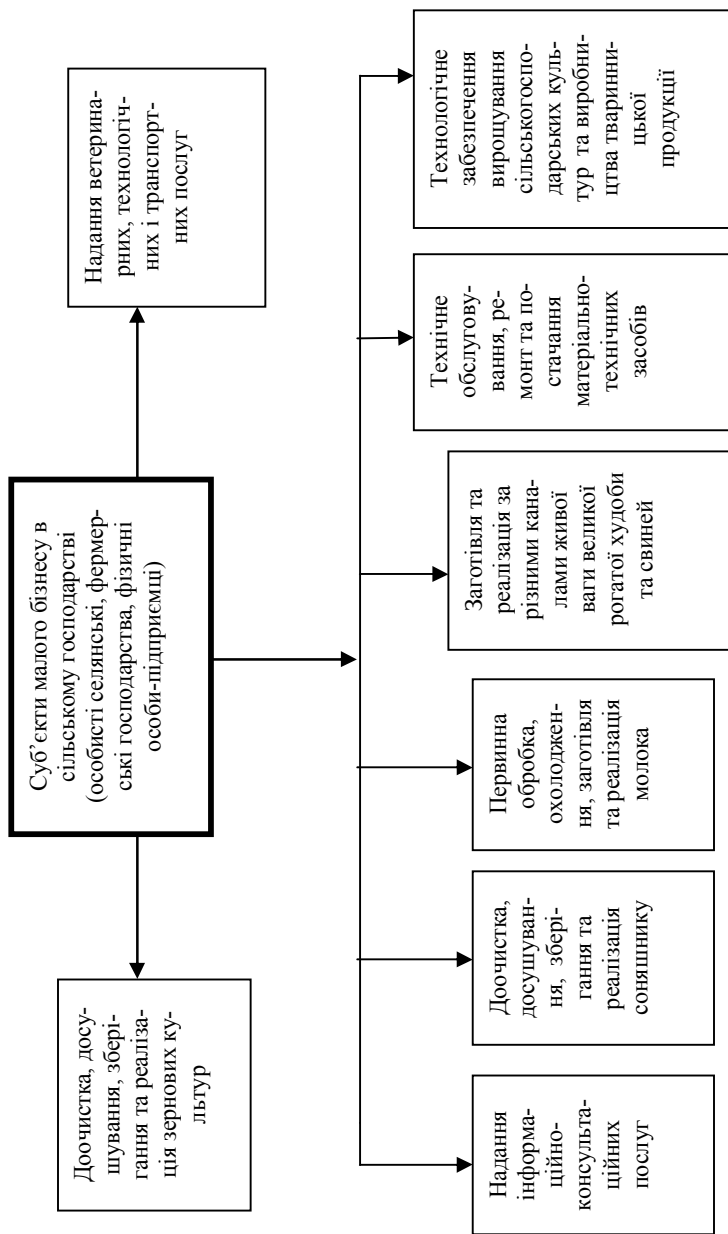 Доочистка, досу-
шування, збері-
гання та реаліза-
ція зернових ку-
льтур
Суб’єкти малого бізнесу в
сільському господарстві
(особисті селянські, фермер-
ські господарства, фізичні
особи-підприємці)
Надання ветерина-
рних, технологіч-
них і транспорт-
них послуг
Надання
інформа-
ційно-
консульта-
ційних
послуг
Доочистка,
досушуван-
ня, збері-
гання та
реалізація
соняшнику
Первинна
обробка,
охолоджен-
ня, заготівля
та реалізація
молока
Заготівля та
реалізація за
різними кана-
лами живої
ваги великої
рогатої худоби
та свиней
Технічне
обслугову-
вання, ре-
монт та по-
стачання
матеріально-
технічних
засобів
Технологічне
забезпечення
вирощування
сільськогоспо-
дарських куль-
тур та виробни-
цтва тваринни-
цької
продукції